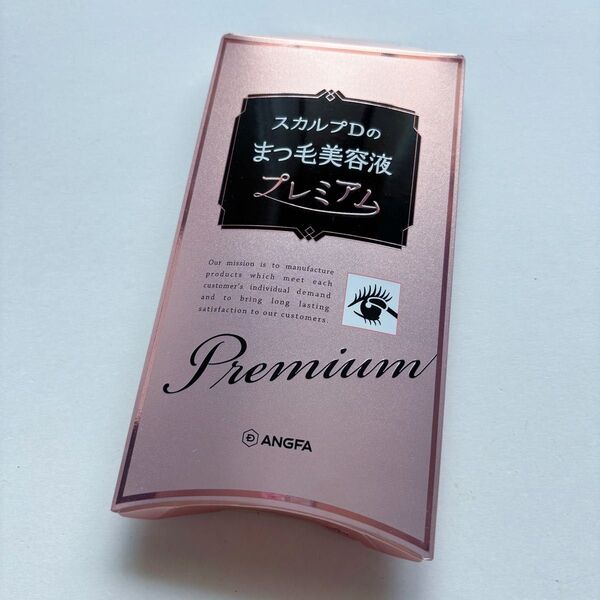 スカルプDの
まつ毛美容液
プレミアム
Our mission is to manufacture
products which meet each
customer's individual demand
and to bring long lasting
satisfaction to our customers.
Premium
ANGFA